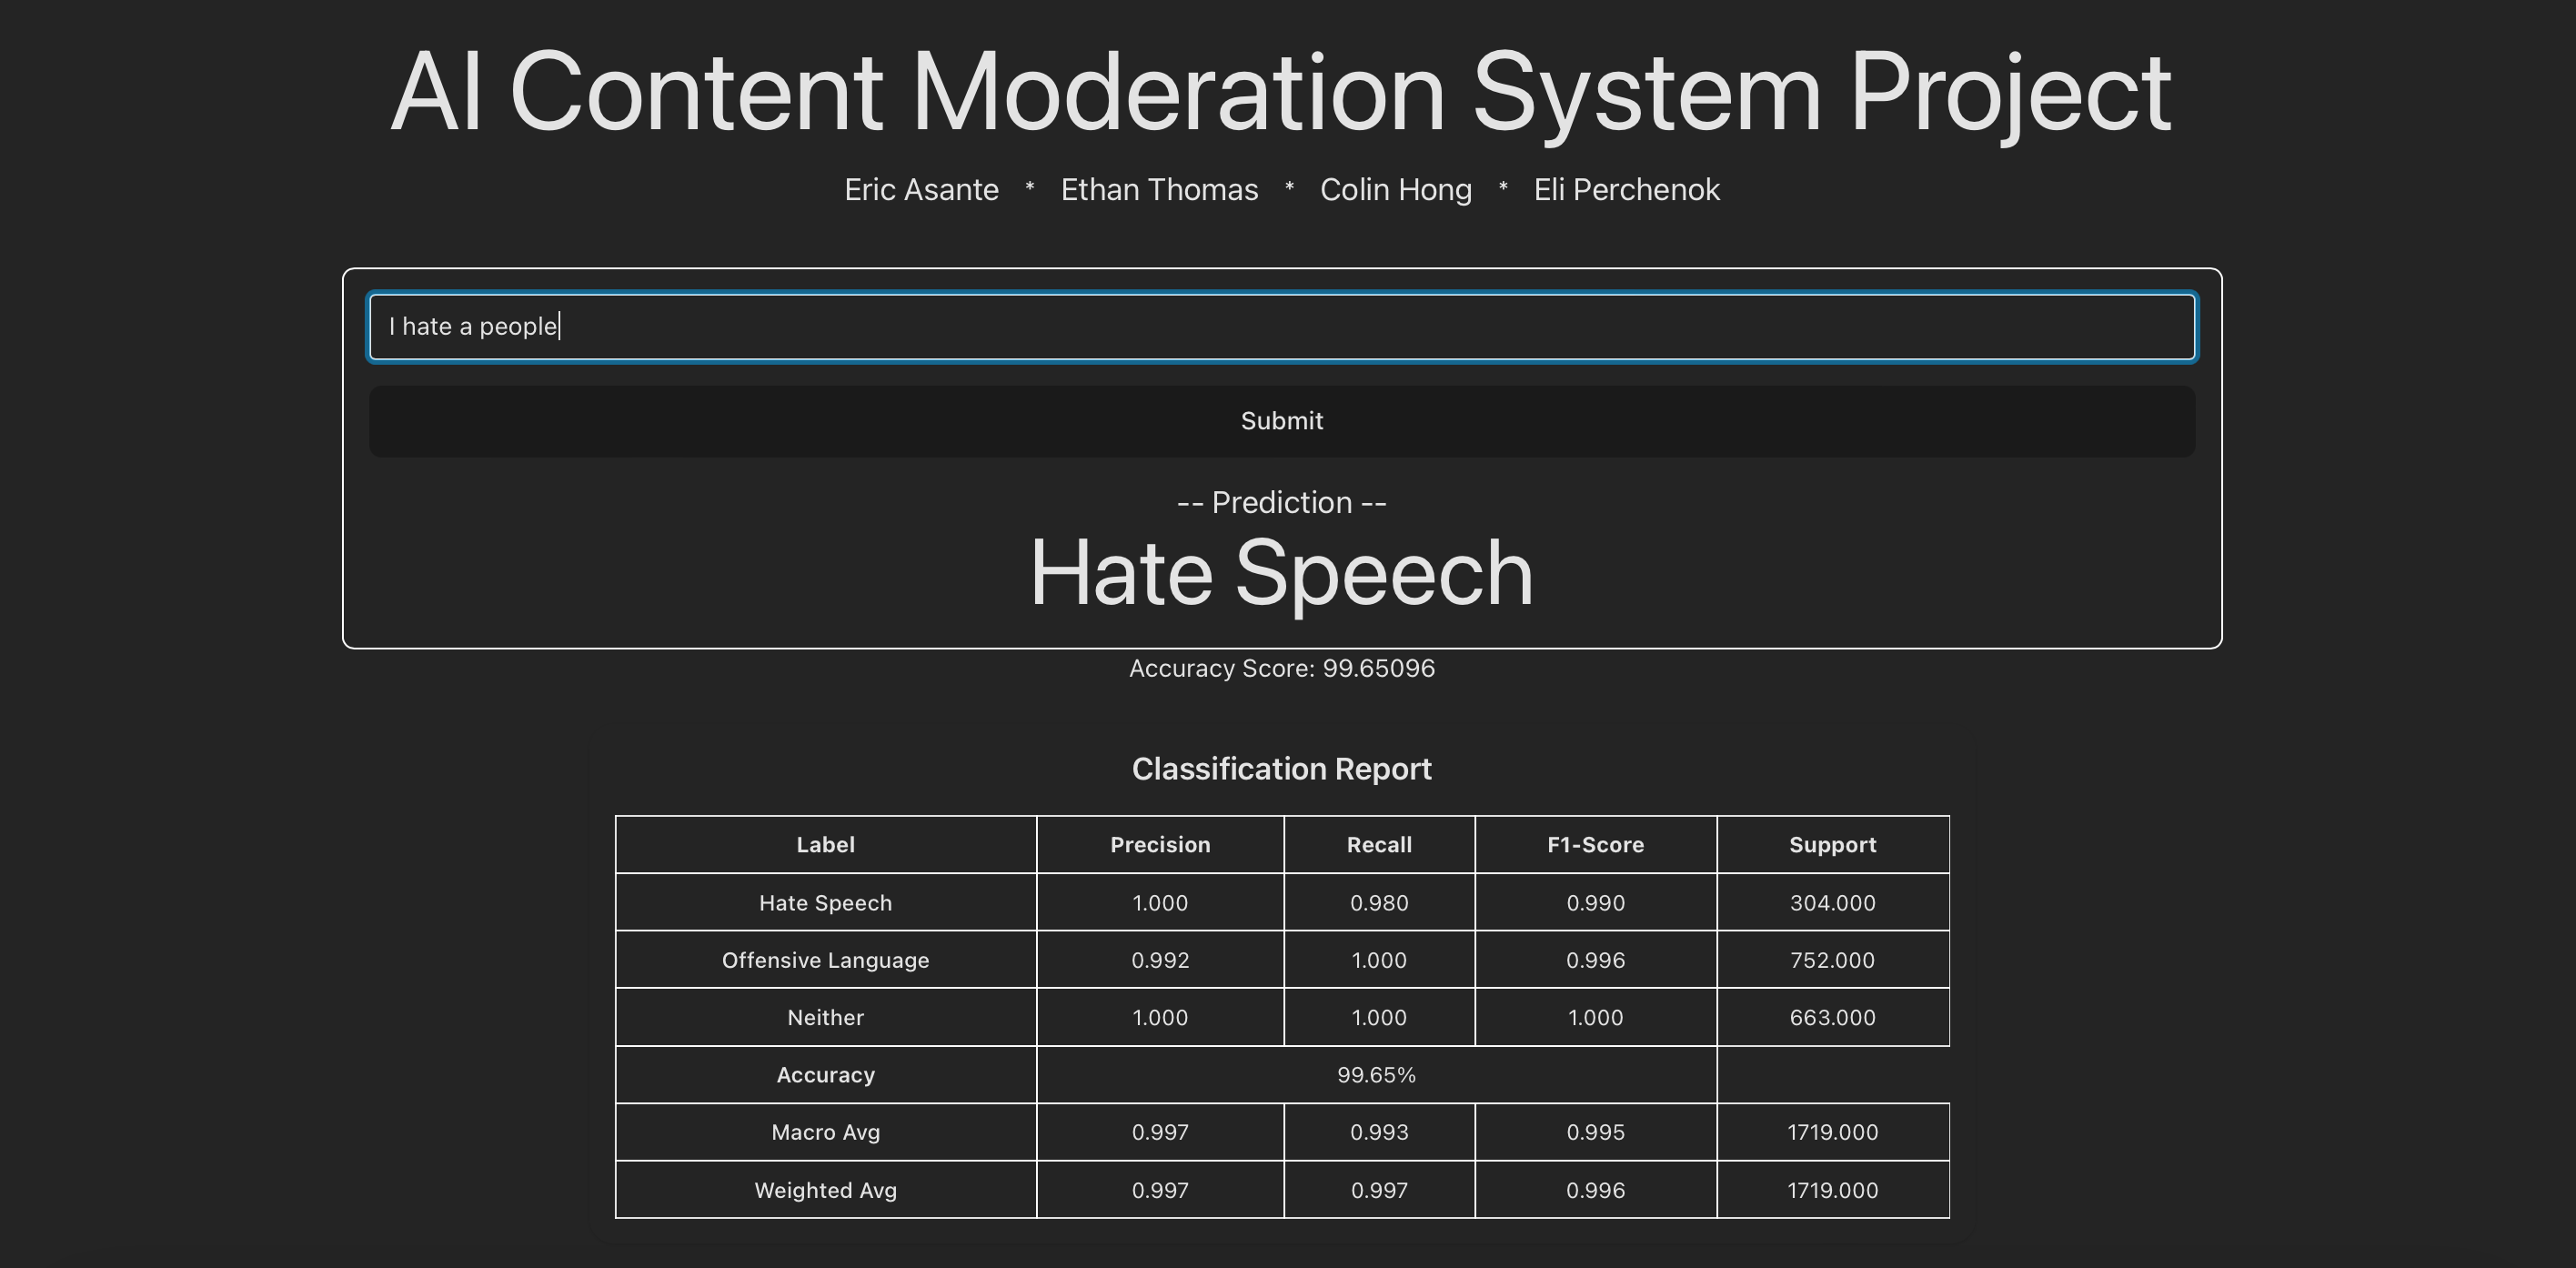 AI Content Moderation System Project
Eric Asante * Ethan Thomas * Colin Hong * Eli Perchenok
I hate a people
Submit
-- Prediction --
Hate Speech
Accuracy Score: 99.65096
Classification Report
Label Precision Recall F1-Score Support
Hate Speech 1.000 0.980 0.990 304.000
Offensive Language 0.992 1.000 0.996 752.000
Neither 1.000 1.000 1.000 663.000
Accuracy 99.65%
Macro Avg 0.997 0.993 0.995 1719.000
Weighted Avg 0.997 0.997 0.996 1719.000